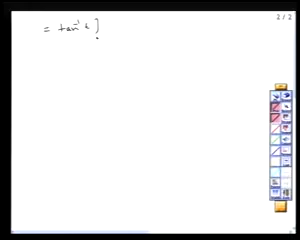 2 / 2
= tan⁻¹ t ]